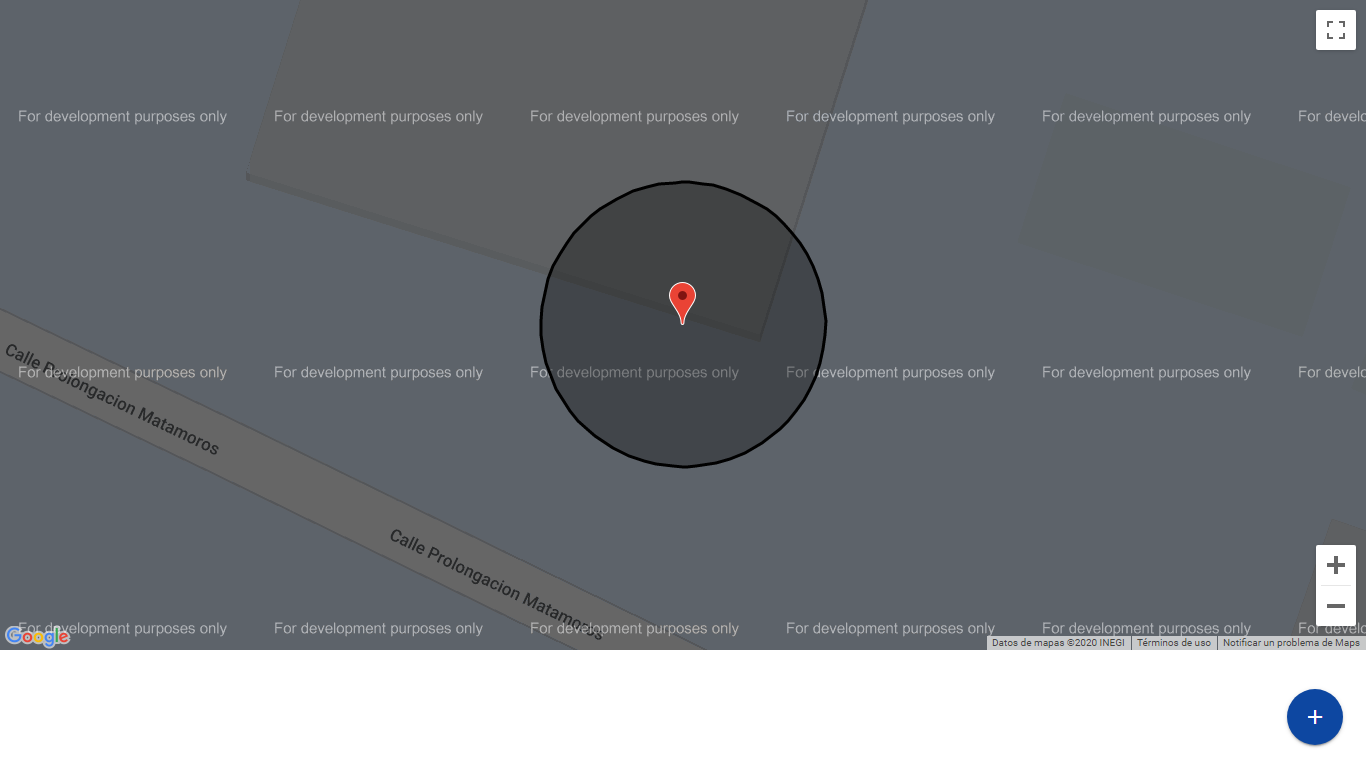 For development purposes only For development purposes only For development purposes only For development purposes only For development purposes only For develo
Calle Prolongacion Matamoros
For development purposes only For development purposes only For development purposes only For development purposes only For development purposes only For develo
Calle Prolongacion Matamoros
For development purposes only For development purposes only For development purposes only For development purposes only For development purposes only For develo
Google
Datos de mapas ©2020 INEGI Términos de uso Notificar un problema de Maps